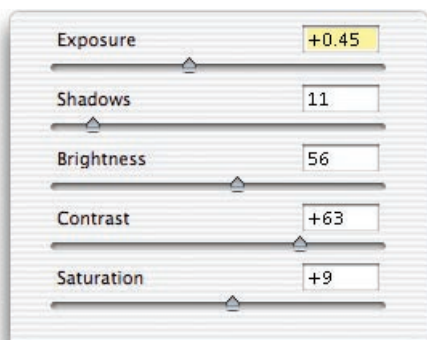 Exposure +0.45
Shadows 11
Brightness 56
Contrast +63
Saturation +9